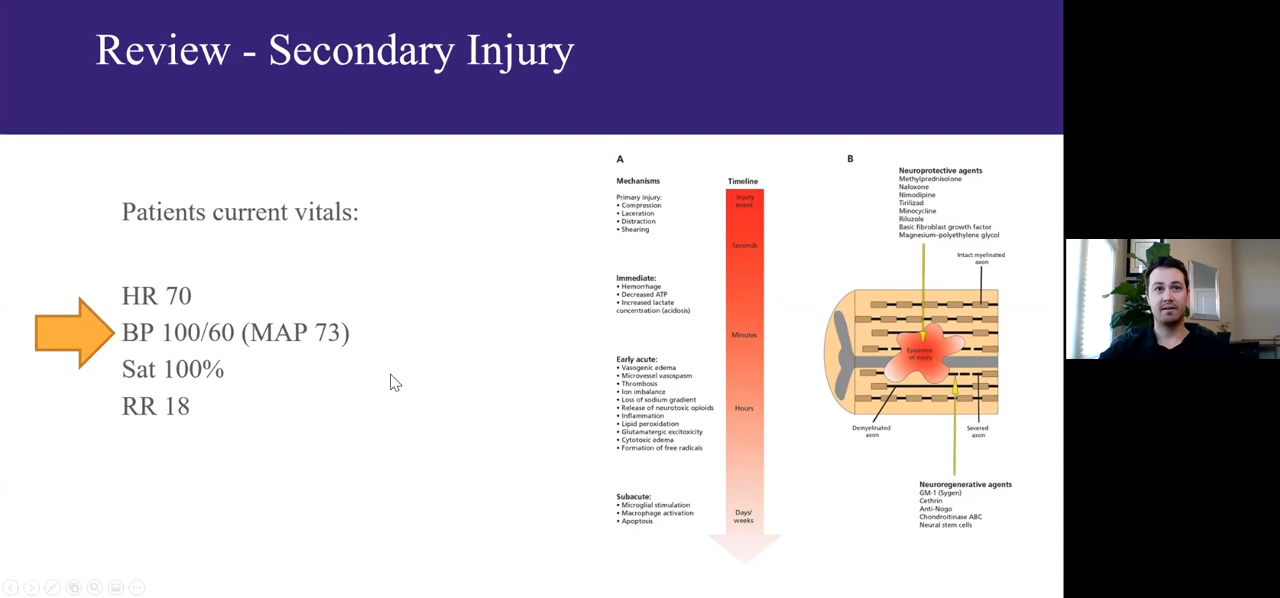 Review - Secondary Injury
Patients current vitals:
HR 70
BP 100/60 (MAP 73)
Sat 100%
RR 18
A
Mechanisms
Timeline
Primary injury:
• Compression
• Laceration
• Distraction
• Shearing
Injury
event
Seconds
Immediate:
• Hemorrhage
• Decreased ATP
• Increased lactate
concentration (acidosis)
Minutes
Early acute:
• Vasogenic edema
• Microvessel vasospasm
• Thrombosis
• Ion imbalance
• Loss of sodium gradient
• Release of neurotoxic opioids
• Inflammation
• Lipid peroxidation
• Glutamatergic excitoxicity
• Cytotoxic edema
• Formation of free radicals
Hours
Subacute:
• Microglial stimulation
• Macrophage activation
• Apoptosis
Days/
weeks
B
Neuroprotective agents
Methylprednisolone
Naloxone
Nimodipine
Tirilizad
Minocycline
Riluzole
Basic fibroblast growth factor
Magnesium-polyethylene glycol
Intact myelinated
axon
Epicentre
of injury
Demyelinated
axon
Severed
axon
Neuroregenerative agents
GM-1 (Sygen)
Cethrin
Anti-Nogo
Chondroitinase ABC
Neural stem cells